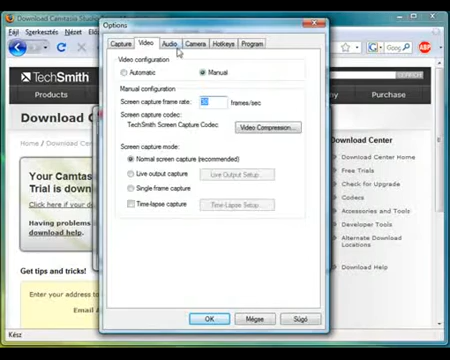 Download Camtasia Studio
Options
Fájl Szerkesztés Nézet
Capture Video Audio Camera Hotkeys Program
Video configuration
Automatic Manual
Manual configuration
Screen capture frame rate: 30 frames/sec
Screen capture codec:
TechSmith Screen Capture Codec Video Compression...
Screen capture mode:
Normal screen capture (recommended)
Live output capture Live Output Setup...
Single frame capture
Time-lapse capture Time-Lapse Setup...
OK Mégse Súgó
TechSmith
SEARCH
Products
Purchase
Download
Home / Download
Your Camtasia
Trial is down
Click here if your d
Having problems
download help.
Get tips and tricks!
Enter your address to
Email
Download Center
Download Center Home
Free Trials
Check for Upgrade
Codecs
Accessories and Tools
Developer Tools
Alternate Download
Locations
Download Help
Kész
G
ABP